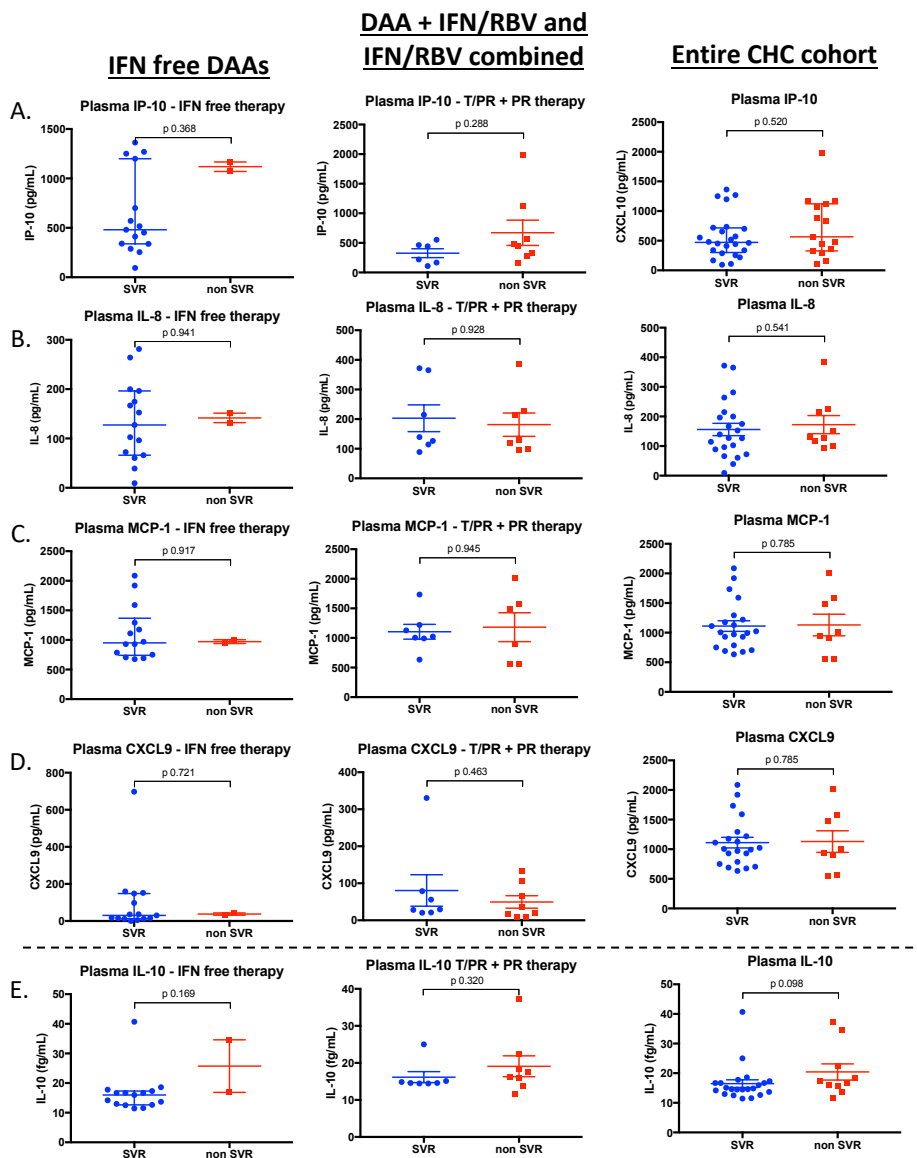 IFN free DAAs
DAA + IFN/RBV and
IFN/RBV combined
Entire CHC cohort
A.
Plasma IP-10 - IFN free therapy
p 0.368
IP-10 (pg/mL)
1500
1000
500
0
SVR
non SVR
Plasma IP-10 - T/PR + PR therapy
p 0.288
IP-10 (pg/mL)
2500
2000
1500
1000
500
0
SVR
non SVR
Plasma IP-10
p 0.520
CXCL10 (pg/mL)
2500
2000
1500
1000
500
0
SVR
non SVR
B.
Plasma IL-8 - IFN free therapy
p 0.941
IL-8 (pg/mL)
300
200
100
0
SVR
non SVR
Plasma IL-8 - T/PR + PR therapy
p 0.928
IL-8 (pg/mL)
500
400
300
200
100
0
SVR
non SVR
Plasma IL-8
p 0.541
IL-8 (pg/mL)
500
400
300
200
100
0
SVR
non SVR
C.
Plasma MCP-1 - IFN free therapy
p 0.917
MCP-1 (pg/mL)
2500
2000
1500
1000
500
0
SVR
non SVR
Plasma MCP-1 - T/PR + PR therapy
p 0.945
MCP-1 (pg/mL)
2500
2000
1500
1000
500
0
SVR
non SVR
Plasma MCP-1
p 0.785
MCP-1 (pg/mL)
2500
2000
1500
1000
500
0
SVR
non SVR
D.
Plasma CXCL9 - IFN free therapy
p 0.721
CXCL9 (pg/mL)
800
600
400
200
0
SVR
non SVR
Plasma CXCL9 - T/PR + PR therapy
p 0.463
CXCL9 (pg/mL)
400
300
200
100
0
SVR
non SVR
Plasma CXCL9
p 0.785
CXCL9 (pg/mL)
2500
2000
1500
1000
500
0
SVR
non SVR
E.
Plasma IL-10 - IFN free therapy
p 0.169
IL-10 (fg/mL)
50
40
30
20
10
0
SVR
non SVR
Plasma IL-10 T/PR + PR therapy
p 0.320
IL-10 (fg/mL)
40
30
20
10
0
SVR
non SVR
Plasma IL-10
p 0.098
IL-10 (fg/mL)
50
40
30
20
10
0
SVR
non SVR